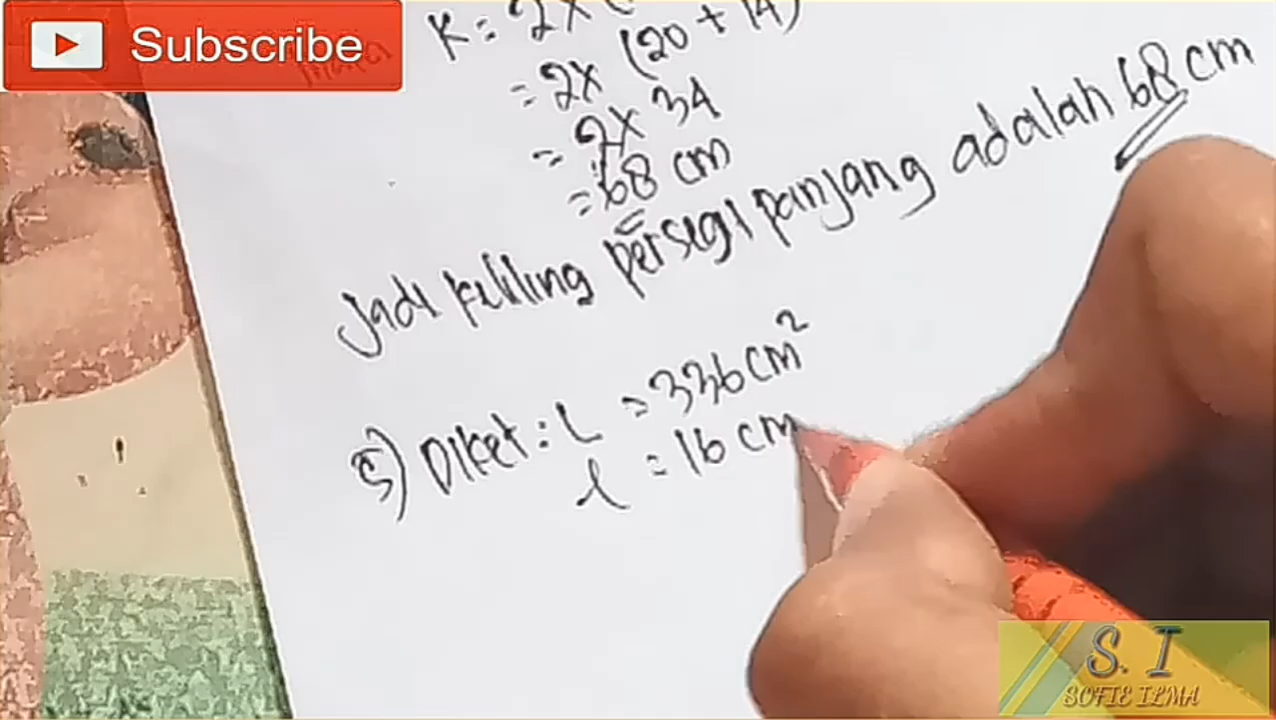 Subscribe
K = 2 x (
= 2x (20 + 14)
= 2x 34
= 68 cm
Jadi keliling persegi panjang adalah 68 cm
5) Diket : L = 336 cm²
l = 16 cm
S. I
SOFIE ILMA